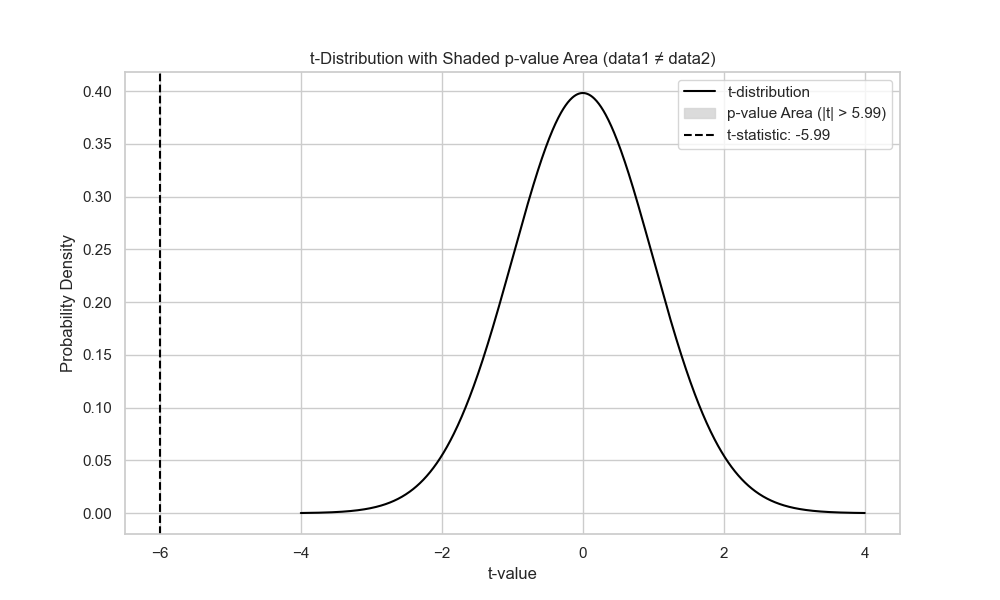 t-Distribution with Shaded p-value Area (data1 ≠ data2)
t-distribution
p-value Area (|t| > 5.99)
t-statistic: -5.99
Probability Density
0.40
0.35
0.30
0.25
0.20
0.15
0.10
0.05
0.00
−6 −4 −2 0 2 4
t-value